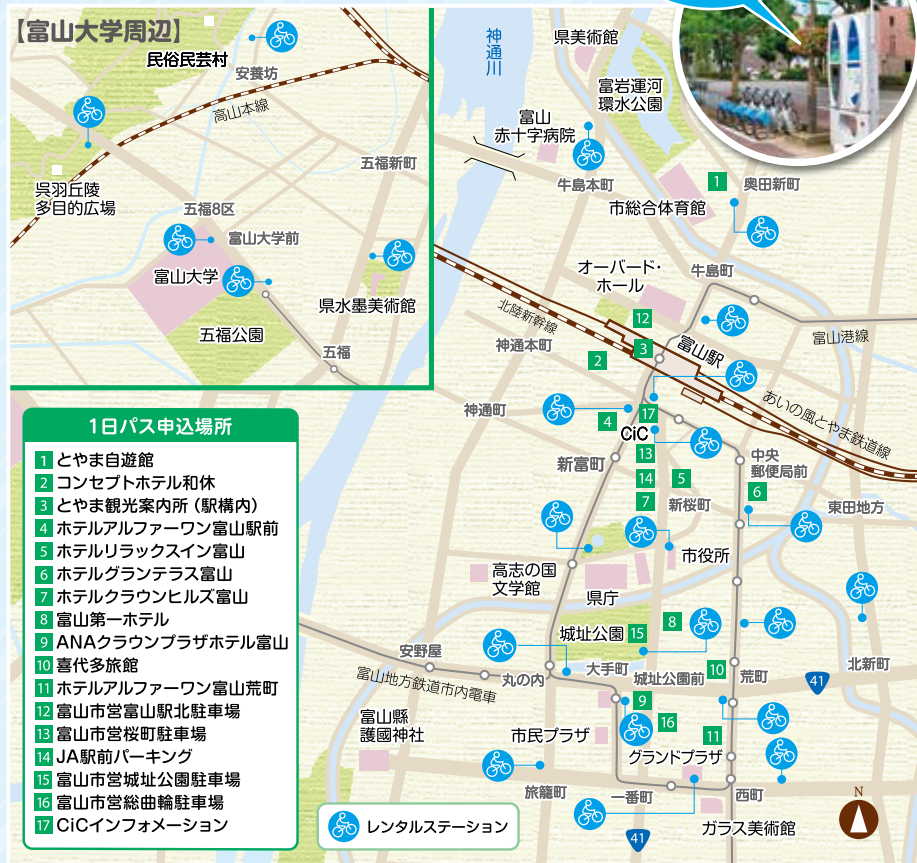 【富山大学周辺】
民俗民芸村
安養坊
高山本線
呉羽丘陵
多目的広場
五福新町
五福8区
富山大学前
富山大学
県水墨美術館
五福公園
五福
神通川
県美術館
富岩運河
環水公園
富山
赤十字病院
牛島本町
1
奥田新町
市総合体育館
牛島町
オーバード・
ホール
12
北陸新幹線
富山港線
神通本町
2
3
富山駅
あいの風とやま鉄道線
神通町
4
17
CiC
新富町
13
中央
郵便局前
14
5
6
7
新桜町
東田地方
市役所
高志の国
文学館
県庁
城址公園
15
8
安野屋
大手町
丸の内
城址公園前
10
荒町
北新町
41
富山地方鉄道市内電車
9
16
富山縣
護國神社
市民プラザ
11
グランドプラザ
旅籠町
一番町
西町
41
ガラス美術館
N
1日パス申込場所
1 とやま自遊館
2 コンセプトホテル和休
3 とやま観光案内所（駅構内）
4 ホテルアルファーワン富山駅前
5 ホテルリラックスイン富山
6 ホテルグランテラス富山
7 ホテルクラウンヒルズ富山
8 富山第一ホテル
9 ANAクラウンプラザホテル富山
10 喜代多旅館
11 ホテルアルファーワン富山荒町
12 富山市営富山駅北駐車場
13 富山市営桜町駐車場
14 JA駅前パーキング
15 富山市営城址公園駐車場
16 富山市営総曲輪駐車場
17 CiCインフォメーション
レンタルステーション